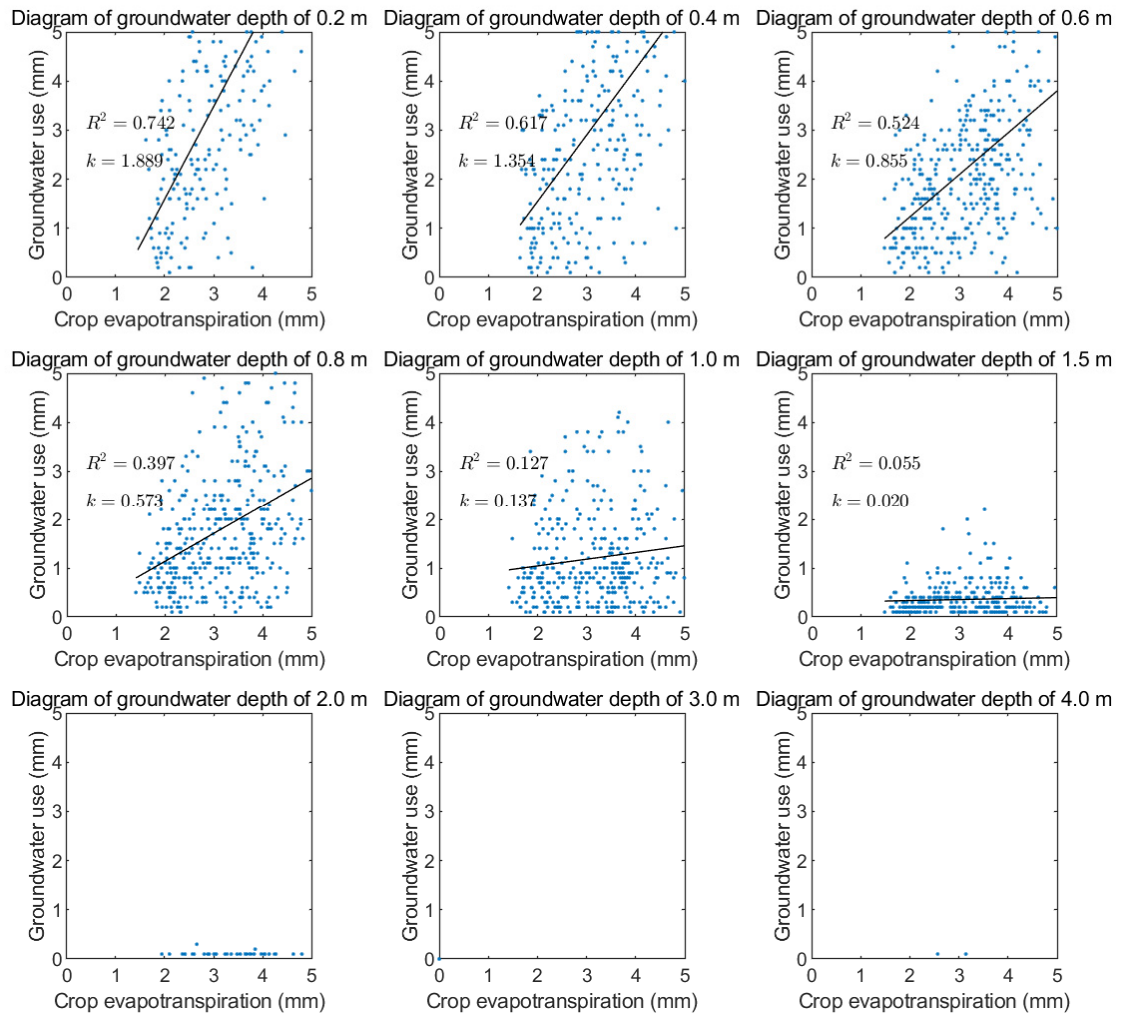 Diagram of groundwater depth of 0.2 m
Groundwater use (mm)
5
4
3
2
1
0
R² = 0.742
k = 1.889
0 1 2 3 4 5
Crop evapotranspiration (mm)
Diagram of groundwater depth of 0.4 m
Groundwater use (mm)
5
4
3
2
1
0
R² = 0.617
k = 1.354
0 1 2 3 4 5
Crop evapotranspiration (mm)
Diagram of groundwater depth of 0.6 m
Groundwater use (mm)
5
4
3
2
1
0
R² = 0.524
k = 0.855
0 1 2 3 4 5
Crop evapotranspiration (mm)
Diagram of groundwater depth of 0.8 m
Groundwater use (mm)
5
4
3
2
1
0
R² = 0.397
k = 0.573
0 1 2 3 4 5
Crop evapotranspiration (mm)
Diagram of groundwater depth of 1.0 m
Groundwater use (mm)
5
4
3
2
1
0
R² = 0.127
k = 0.137
0 1 2 3 4 5
Crop evapotranspiration (mm)
Diagram of groundwater depth of 1.5 m
Groundwater use (mm)
5
4
3
2
1
0
R² = 0.055
k = 0.020
0 1 2 3 4 5
Crop evapotranspiration (mm)
Diagram of groundwater depth of 2.0 m
Groundwater use (mm)
5
4
3
2
1
0
0 1 2 3 4 5
Crop evapotranspiration (mm)
Diagram of groundwater depth of 3.0 m
Groundwater use (mm)
5
4
3
2
1
0
0 1 2 3 4 5
Crop evapotranspiration (mm)
Diagram of groundwater depth of 4.0 m
Groundwater use (mm)
5
4
3
2
1
0
0 1 2 3 4 5
Crop evapotranspiration (mm)